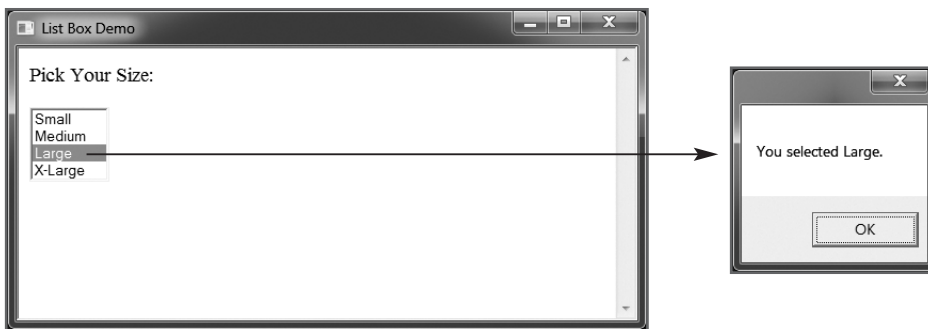 List Box Demo
Pick Your Size:
Small
Medium
Large
X-Large
You selected Large.
OK